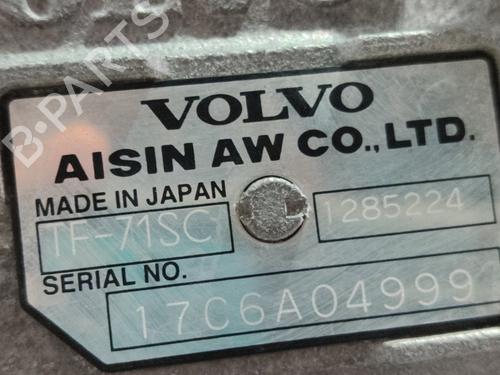 VOLVO
AISIN AW CO., LTD.
MADE IN JAPAN
TF-71SC 1285224
SERIAL NO.
17C6A04999
B-PARTS